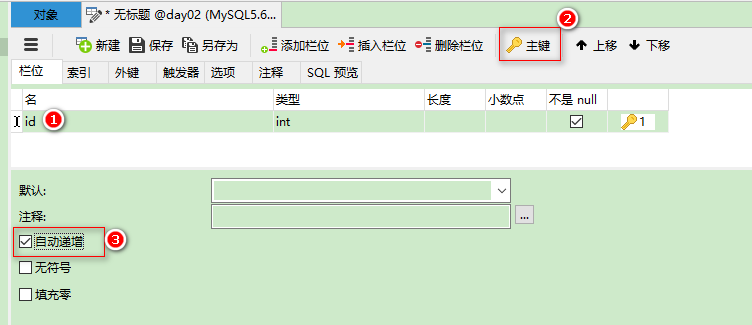 对象 * 无标题 @day02 (MySQL5.6...
新建 保存 另存为 添加栏位 插入栏位 删除栏位 主键 上移 下移
2
栏位 索引 外键 触发器 选项 注释 SQL 预览
名 类型 长度 小数点 不是 null
id 1 int 1
默认:
注释: ...
自动递增 3
无符号
填充零